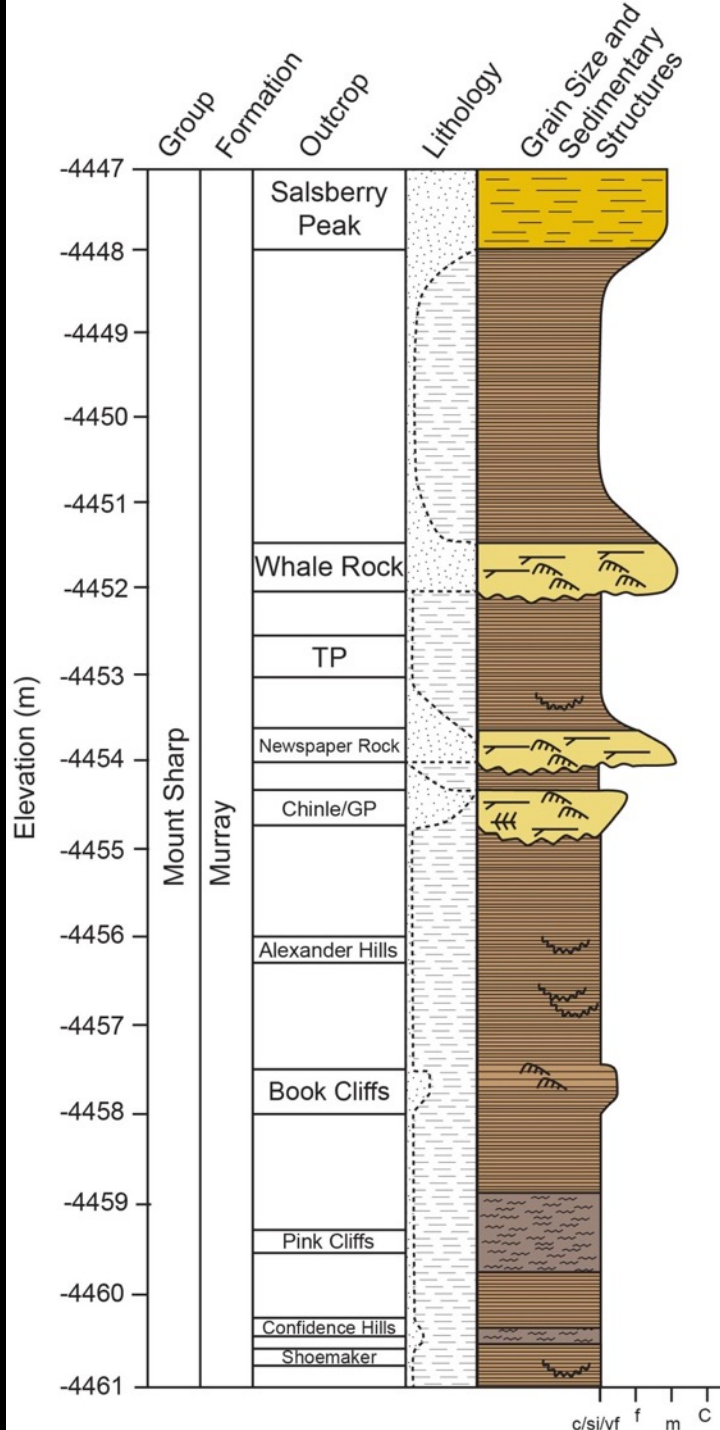 Group
Formation
Outcrop
Lithology
Grain Size and
Sedimentary
Structures
Elevation (m)
-4447
-4448
-4449
-4450
-4451
-4452
-4453
-4454
-4455
-4456
-4457
-4458
-4459
-4460
-4461
Mount Sharp
Murray
Salsberry
Peak
Whale Rock
TP
Newspaper Rock
Chinle/GP
Alexander Hills
Book Cliffs
Pink Cliffs
Confidence Hills
Shoemaker
c/si/vf f m C